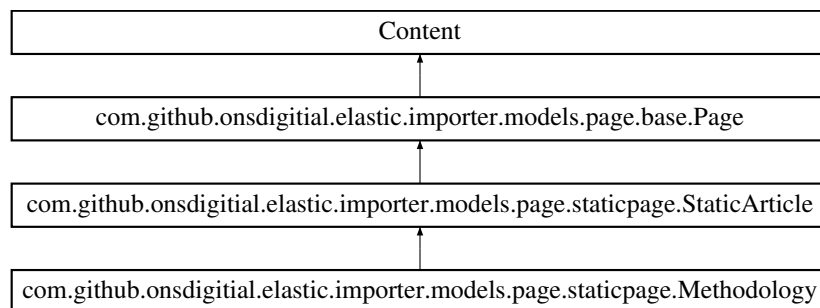 Content
com.github.onsdigitial.elastic.importer.models.page.base.Page
com.github.onsdigitial.elastic.importer.models.page.staticpage.StaticArticle
com.github.onsdigitial.elastic.importer.models.page.staticpage.Methodology